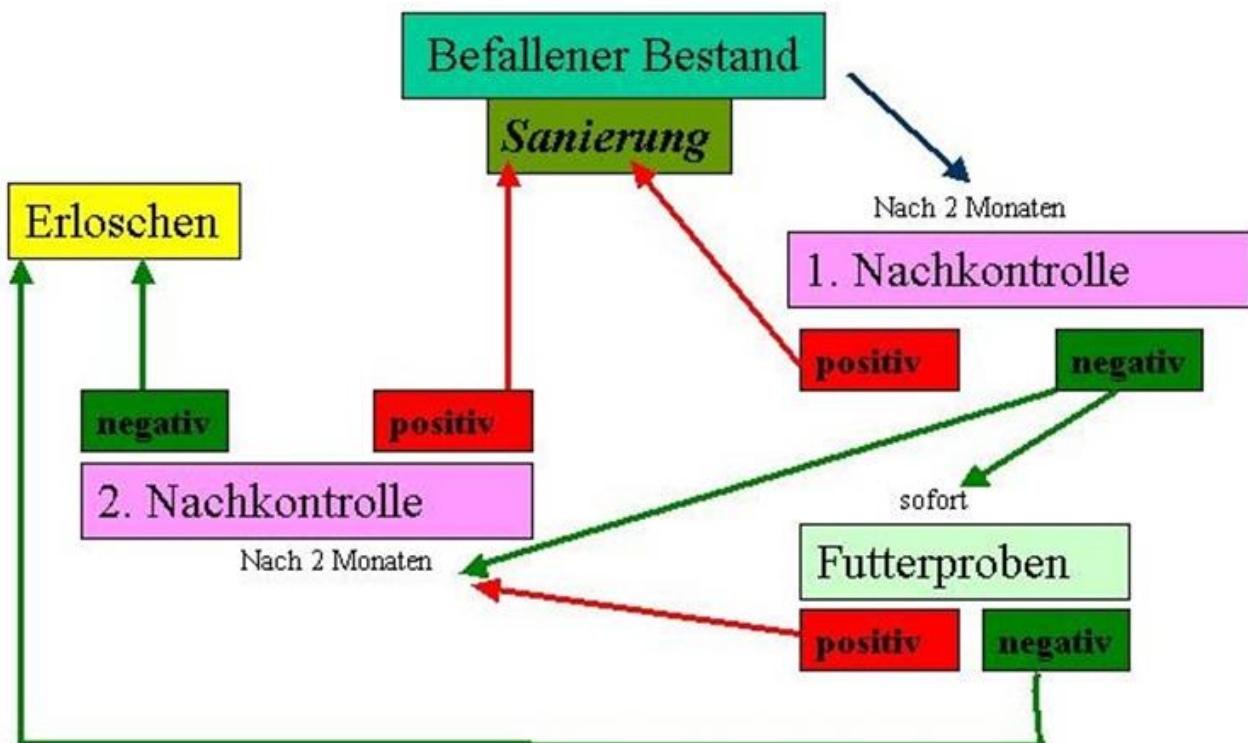 Befallener Bestand
Sanierung
Erloschen
Nach 2 Monaten
1. Nachkontrolle
positiv
negativ
negativ
positiv
2. Nachkontrolle
Nach 2 Monaten
sofort
Futterproben
positiv
negativ